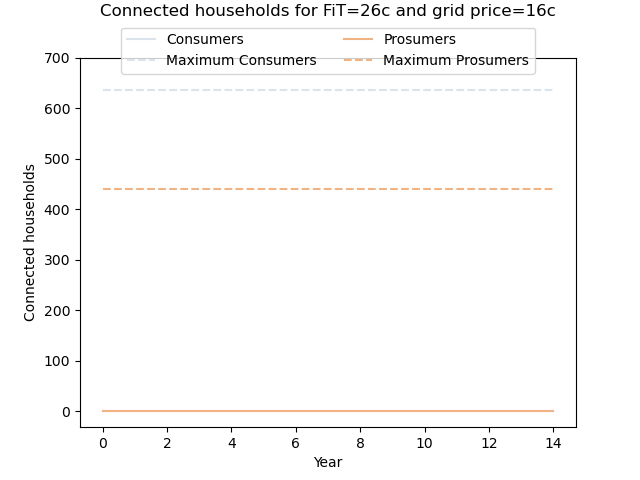 Connected households for FiT=26c and grid price=16c
Consumers
Prosumers
Maximum Consumers
Maximum Prosumers
700
600
500
400
300
200
100
0
Connected households
0 2 4 6 8 10 12 14
Year